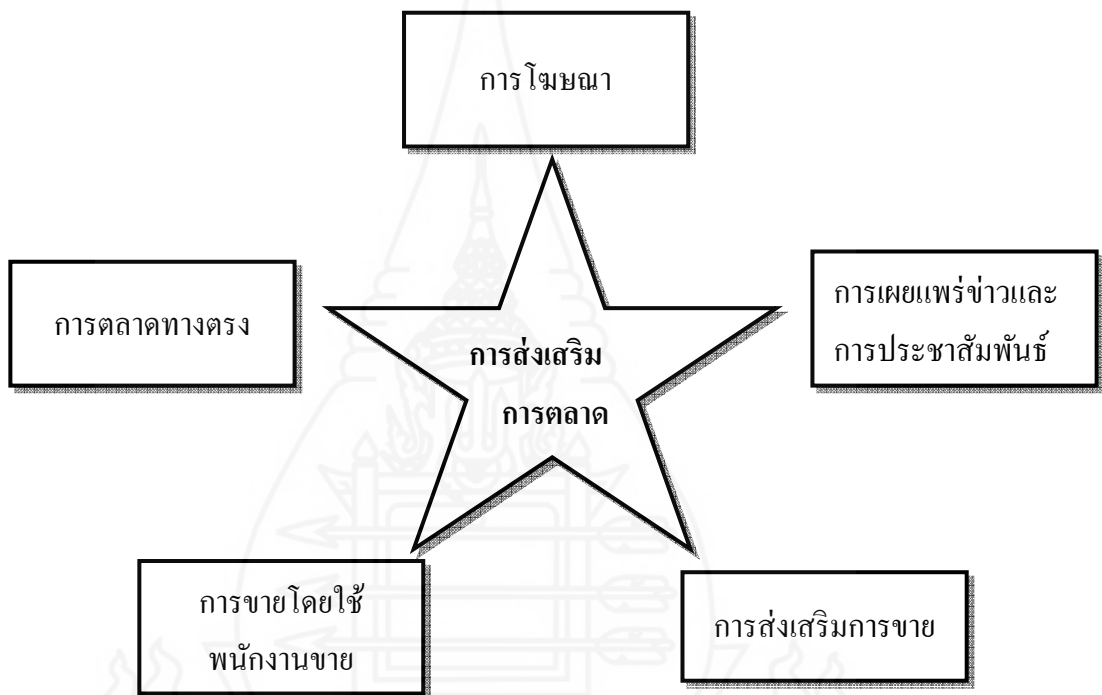 การโฆษณา
การตลาดทางตรง
การเผยแพร่ข่าวและ
การประชาสัมพันธ์
การส่งเสริม
การตลาด
การขายโดยใช้
พนักงานขาย
การส่งเสริมการขาย